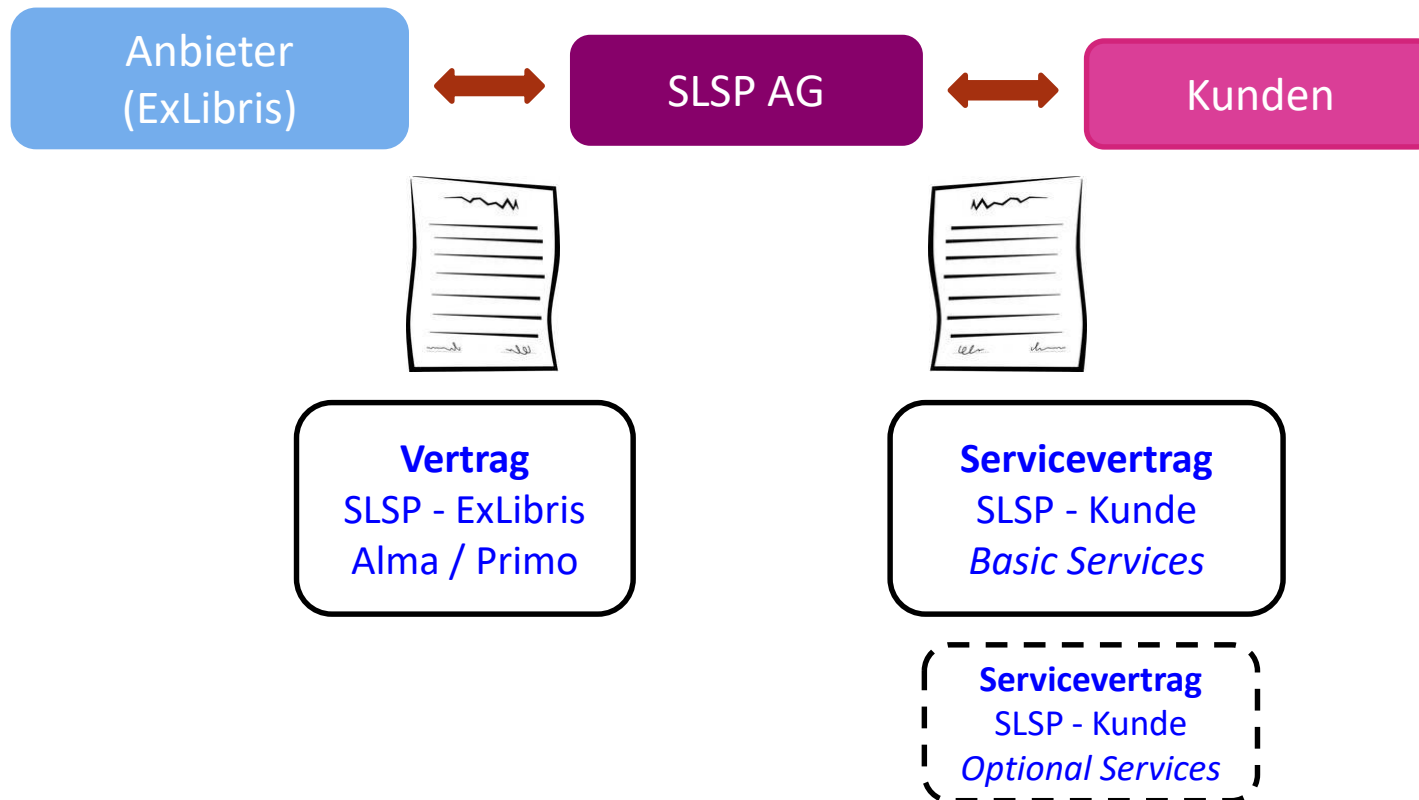 Anbieter
(ExLibris)
SLSP AG
Kunden
Vertrag
SLSP - ExLibris
Alma / Primo
Servicevertrag
SLSP - Kunde
Basic Services
Servicevertrag
SLSP - Kunde
Optional Services